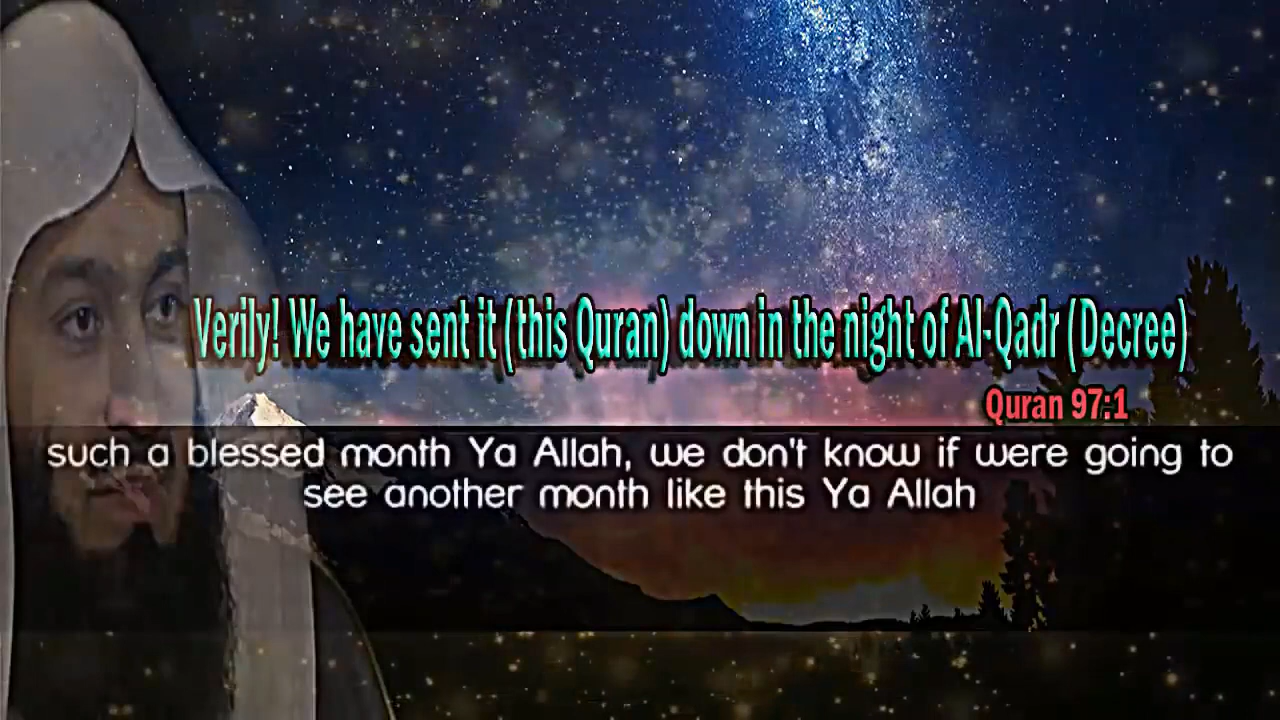 Verily! We have sent it (this Quran) down in the night of Al-Qadr (Decree)
Quran 97:1
such a blessed month Ya Allah, we don't know if were going to
see another month like this Ya Allah